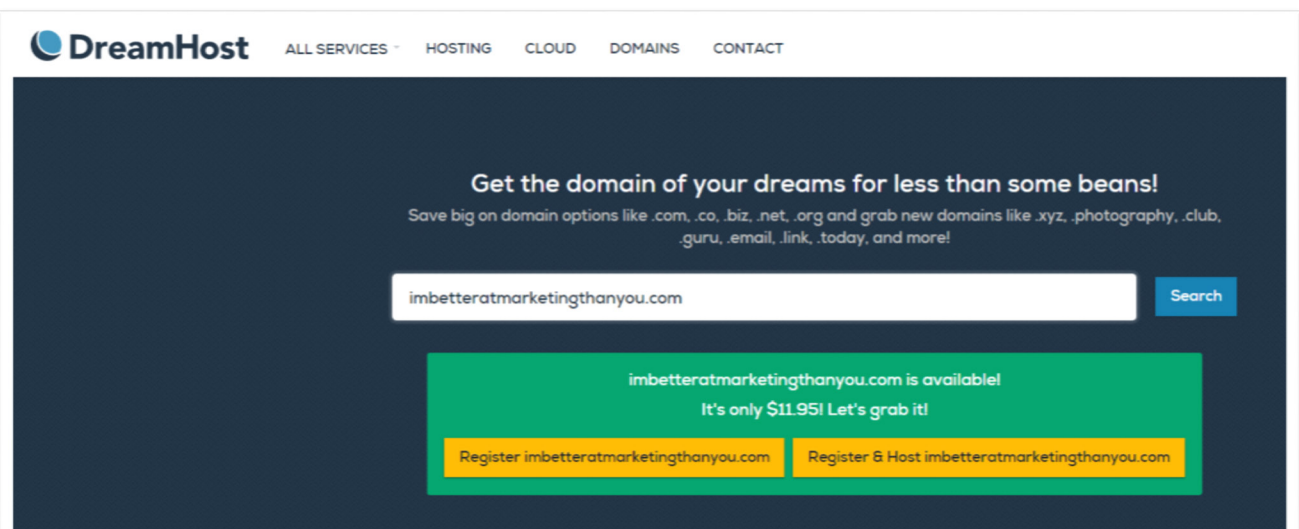 DreamHost ALL SERVICES HOSTING CLOUD DOMAINS CONTACT
Get the domain of your dreams for less than some beans!
Save big on domain options like .com, .co, .biz, .net, .org and grab new domains like .xyz, .photography, .club,
.guru, .email, .link, .today, and more!
imbetteratmarketingthanyou.com Search
imbetteratmarketingthanyou.com is available!
It's only $11.95! Let's grab it!
Register imbetteratmarketingthanyou.com Register & Host imbetteratmarketingthanyou.com